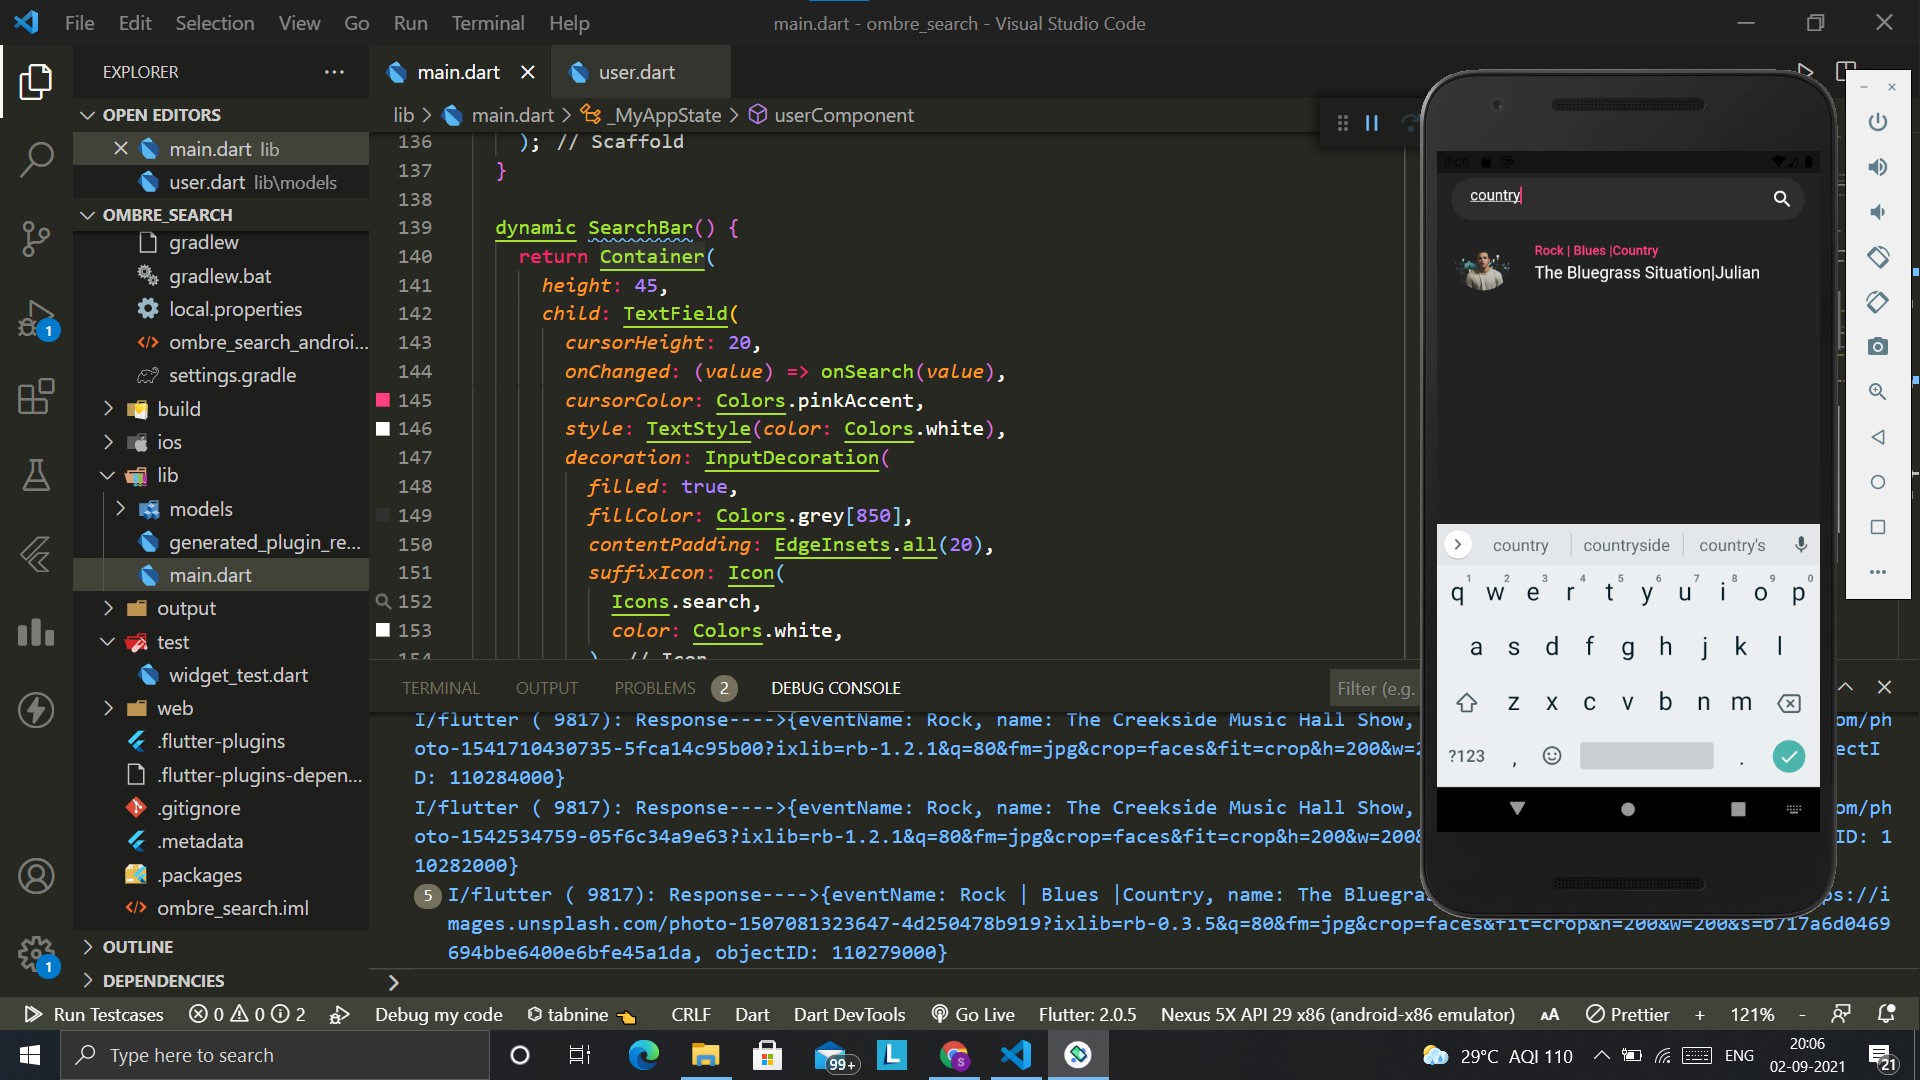 File Edit Selection View Go Run Terminal Help
main.dart - ombre_search - Visual Studio Code
EXPLORER
OPEN EDITORS
main.dart lib
user.dart lib\models
OMBRE_SEARCH
gradlew
gradlew.bat
local.properties
ombre_search_androi...
settings.gradle
build
ios
lib
models
generated_plugin_re...
main.dart
output
test
widget_test.dart
web
.flutter-plugins
.flutter-plugins-depen...
.gitignore
.metadata
.packages
ombre_search.iml
OUTLINE
DEPENDENCIES
1
1
main.dart
user.dart
lib > main.dart > _MyAppState > userComponent
136 ); // Scaffold
137 }
138
139 dynamic SearchBar() {
140 return Container(
141 height: 45,
142 child: TextField(
143 cursorHeight: 20,
144 onChanged: (value) => onSearch(value),
145 cursorColor: Colors.pinkAccent,
146 style: TextStyle(color: Colors.white),
147 decoration: InputDecoration(
148 filled: true,
149 fillColor: Colors.grey[850],
150 contentPadding: EdgeInsets.all(20),
151 suffixIcon: Icon(
152 Icons.search,
153 color: Colors.white,
154 ), // Icon
TERMINAL OUTPUT PROBLEMS 2 DEBUG CONSOLE
Filter (e.g.
I/flutter ( 9817): Response---->{eventName: Rock, name: The Creekside Music Hall Show, om/ph
oto-1541710430735-5fca14c95b00?ixlib=rb-1.2.1&q=80&fm=jpg&crop=faces&fit=crop&h=200&w=2 ectI
D: 110284000}
I/flutter ( 9817): Response---->{eventName: Rock, name: The Creekside Music Hall Show, om/ph
oto-1542534759-05f6c34a9e63?ixlib=rb-1.2.1&q=80&fm=jpg&crop=faces&fit=crop&h=200&w=200& ID: 1
10282000}
5 I/flutter ( 9817): Response---->{eventName: Rock | Blues |Country, name: The Bluegra ps://i
mages.unsplash.com/photo-1507081323647-4d250478b919?ixlib=rb-0.3.5&q=80&fm=jpg&crop=faces&fit=crop&h=200&w=200&s=b717a6d0469
694bbe6400e6bfe45a1da, objectID: 110279000}
8:06
country
Rock | Blues |Country
The Bluegrass Situation|Julian
country countryside country's
1 2 3 4 5 6 7 8 9 0
q w e r t y u i o p
a s d f g h j k l
z x c v b n m
?123 , .
Run Testcases 0 0 2 Debug my code tabnine CRLF Dart Dart DevTools Go Live Flutter: 2.0.5 Nexus 5X API 29 x86 (android-x86 emulator) AA Prettier + 121% -
Type here to search
99+
L
S
29°C AQI 110
ENG
20:06
02-09-2021
21